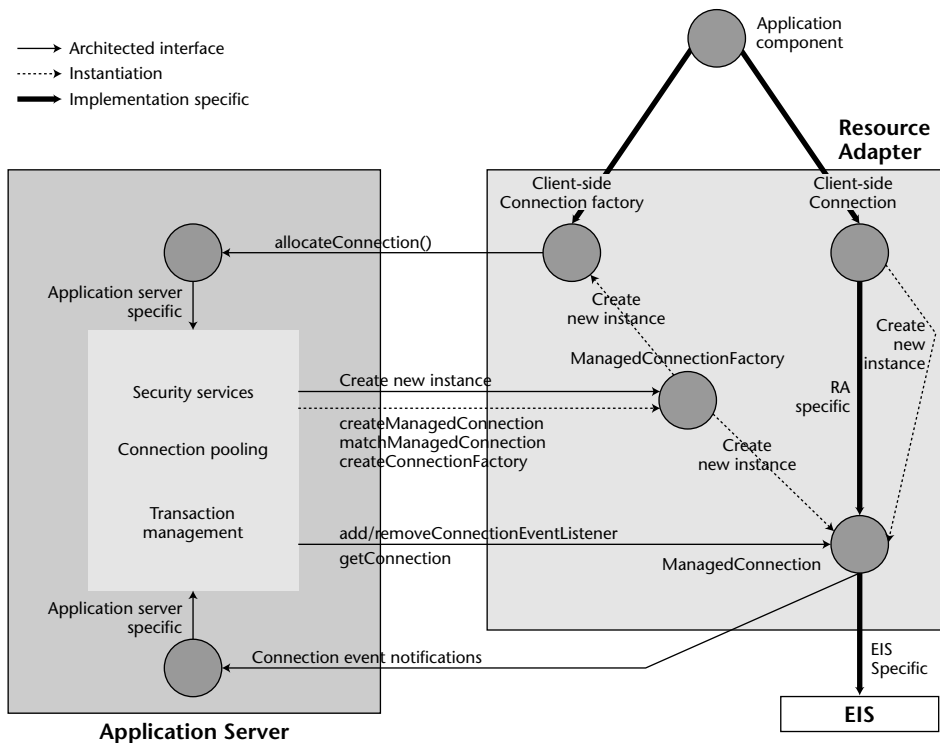 Application
component
Architected interface
Instantiation
Implementation specific
Resource
Adapter
Client-side
Connection factory
Client-side
Connection
allocateConnection()
Application server
specific
Create
new instance
Create
new
instance
ManagedConnectionFactory
Security services
Create new instance
RA
specific
createManagedConnection
matchManagedConnection
createConnectionFactory
Connection pooling
Create
new instance
Transaction
management
add/removeConnectionEventListener
getConnection
ManagedConnection
Application server
specific
Connection event notifications
EIS
Specific
EIS
Application Server